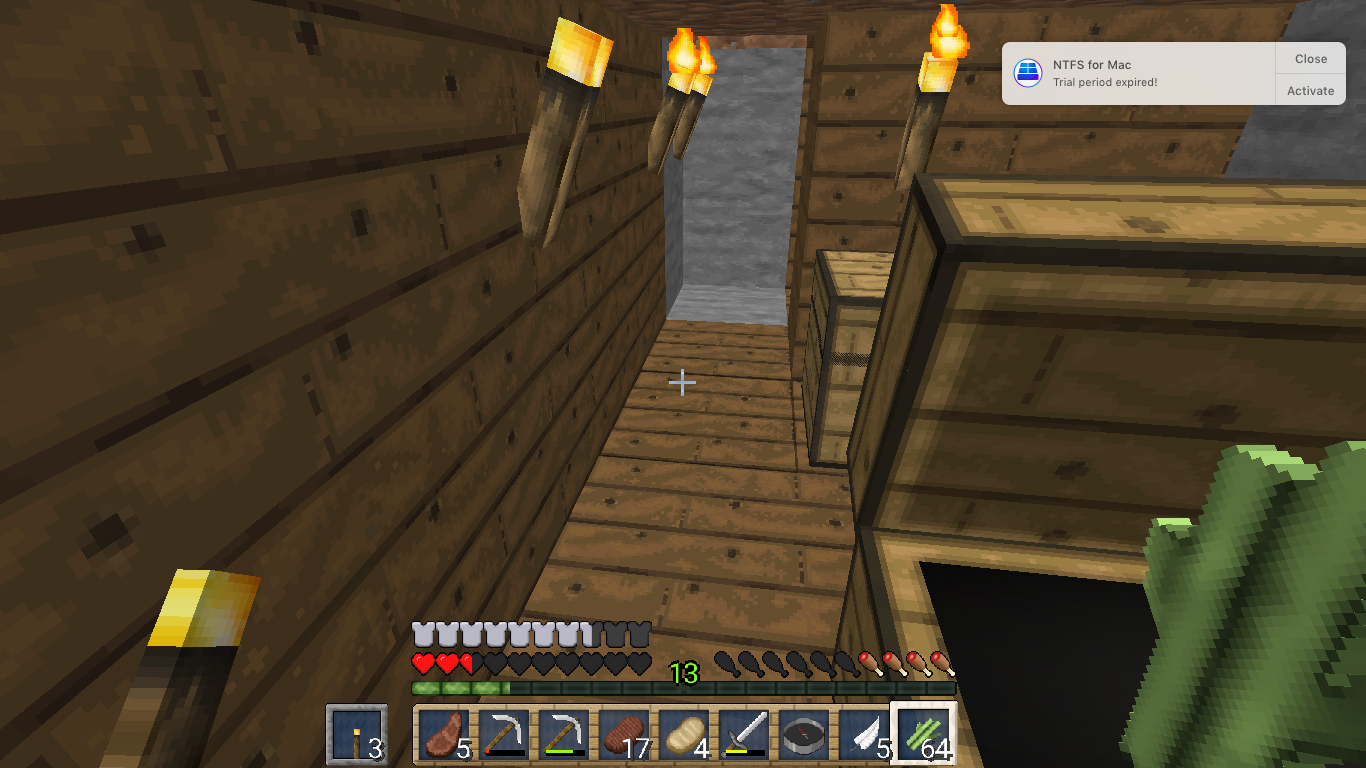 NTFS for Mac
Trial period expired!
Close
Activate
13
3
5
17
4
5
64